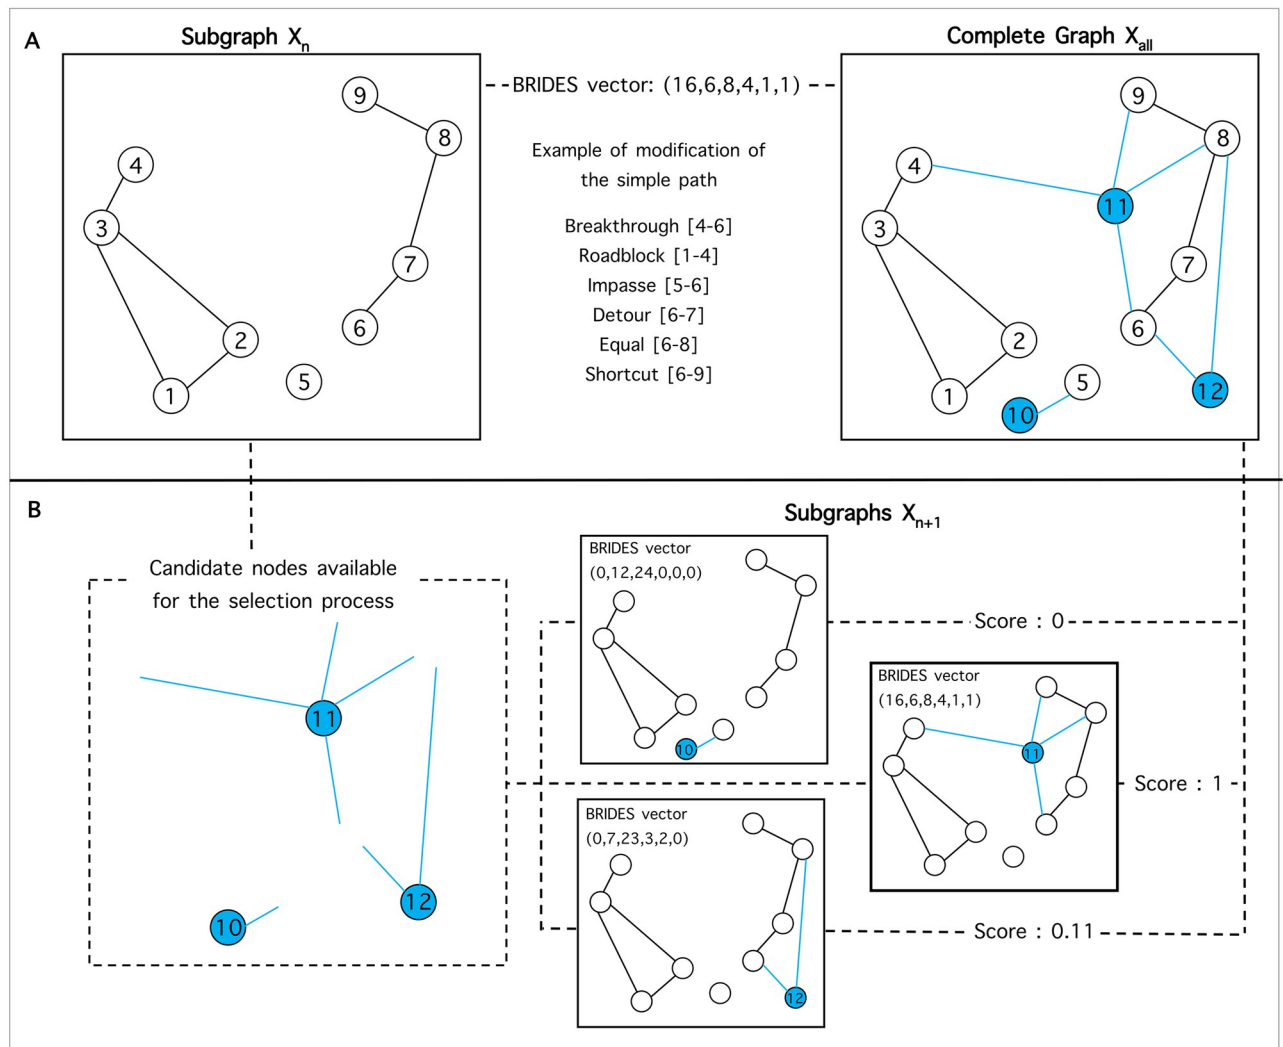 A
Subgraph Xn
Complete Graph Xall
BRIDES vector: (16,6,8,4,1,1)
Example of modification of
the simple path
Breakthrough [4-6]
Roadblock [1-4]
Impasse [5-6]
Detour [6-7]
Equal [6-8]
Shortcut [6-9]
9
8
4
3
7
6
2
5
1
9
8
4
11
3
7
6
2
5
12
1
10
B
Subgraphs Xn+1
Candidate nodes available
for the selection process
11
12
10
BRIDES vector
(0,12,24,0,0,0)
10
Score : 0
BRIDES vector
(16,6,8,4,1,1)
11
Score : 1
BRIDES vector
(0,7,23,3,2,0)
12
Score : 0.11